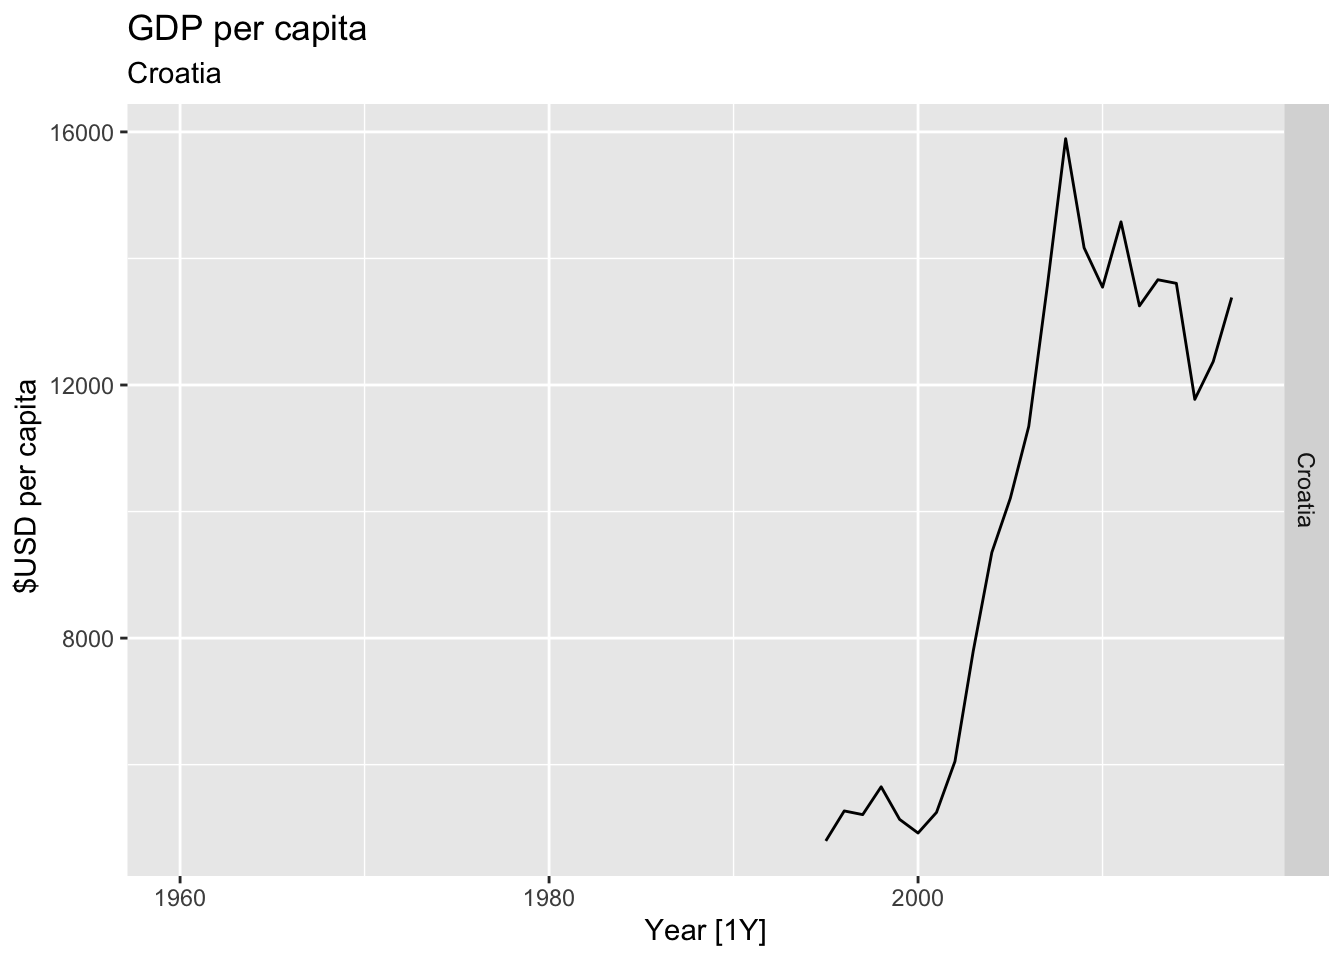 GDP per capita
Croatia
16000
12000
8000
$USD per capita
Croatia
1960
1980
2000
Year [1Y]